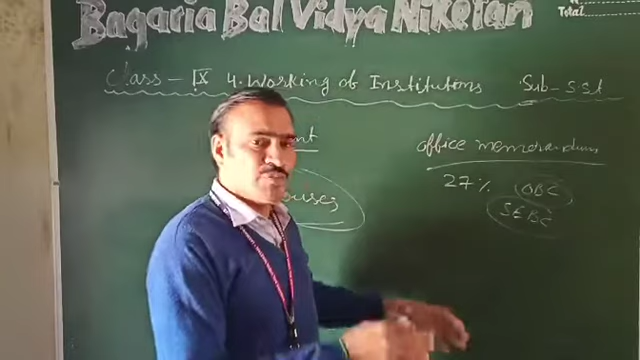 Bagaria Bal Vidya Niketan
Total
Class - IX 4. Working of Institutions Sub - S.St
office memorandum
27% (OBC)
SEBC